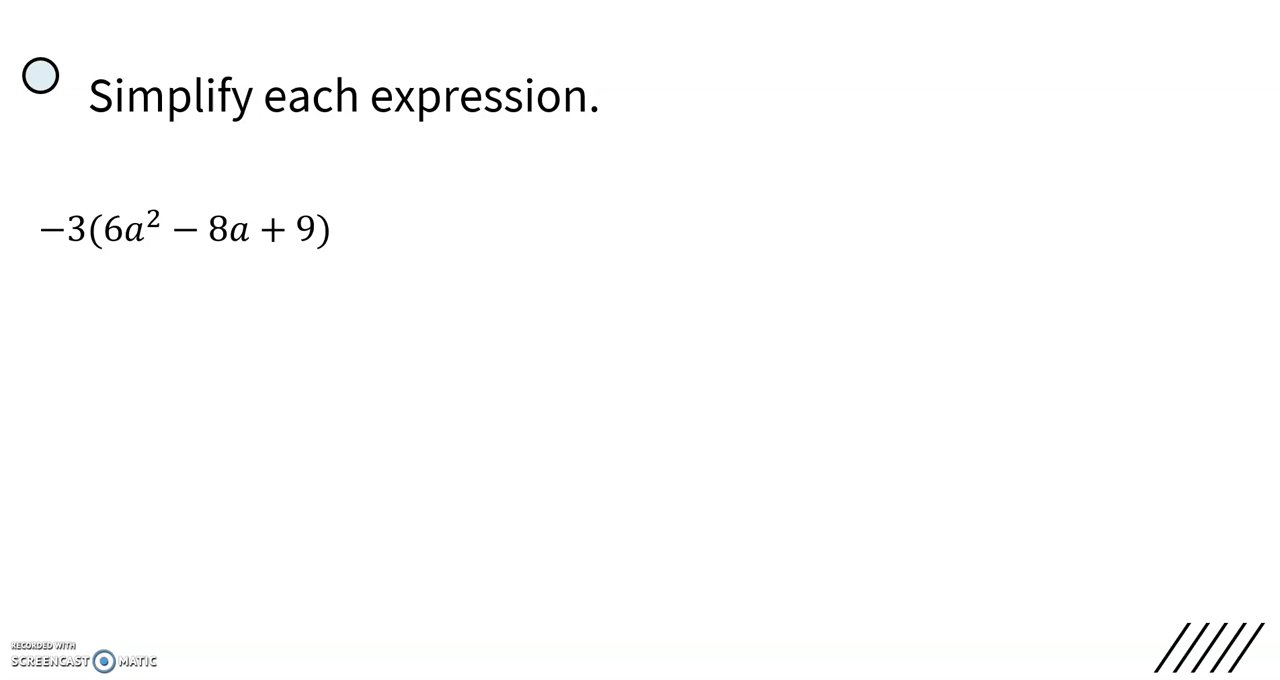 Simplify each expression.
−3(6a² − 8a + 9)
RECORDED WITH
SCREENCAST MATIC